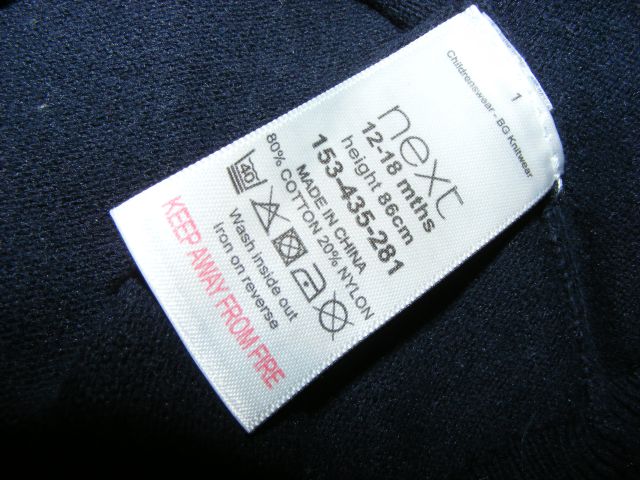 1
Childrenswear - BG Knitwear
next
12-18 mths
height 86cm
153-435-281
MADE IN CHINA
80% COTTON 20% NYLON
40
Wash inside out
Iron on reverse
KEEP AWAY FROM FIRE